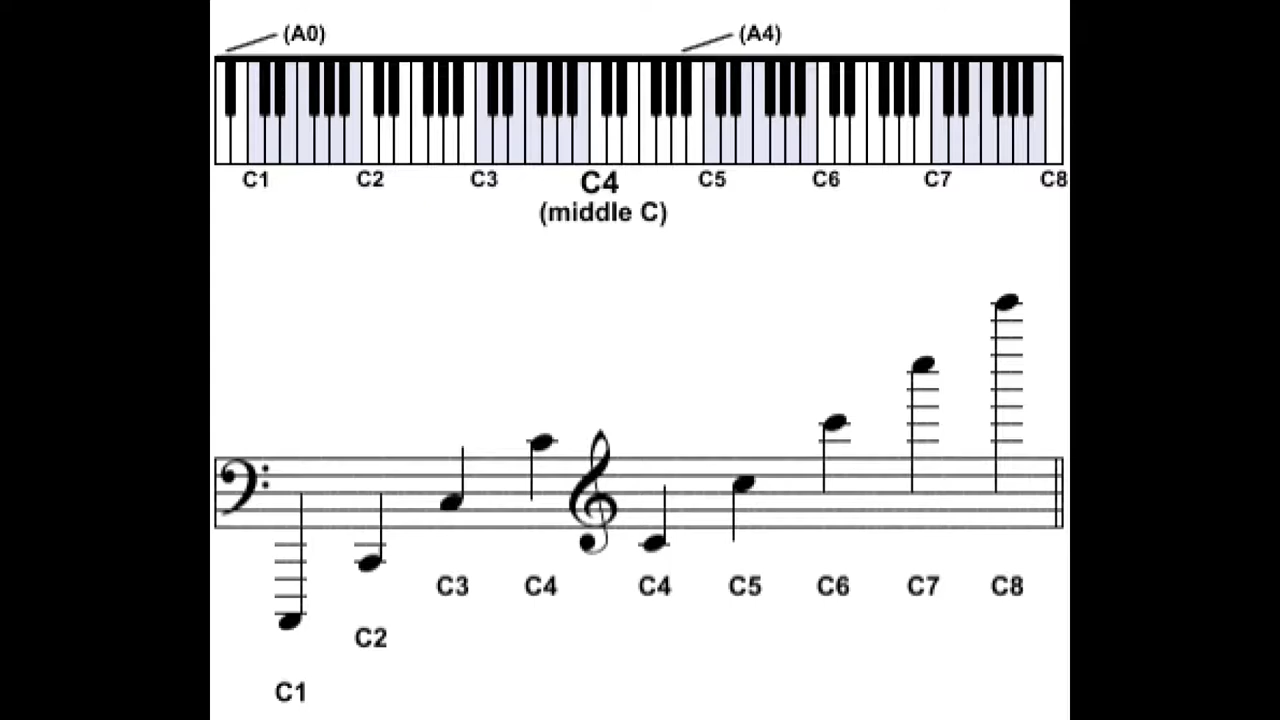 (A0) (A4)
C1 C2 C3 C4 C5 C6 C7 C8
(middle C)
C3 C4 C4 C5 C6 C7 C8
C2
C1